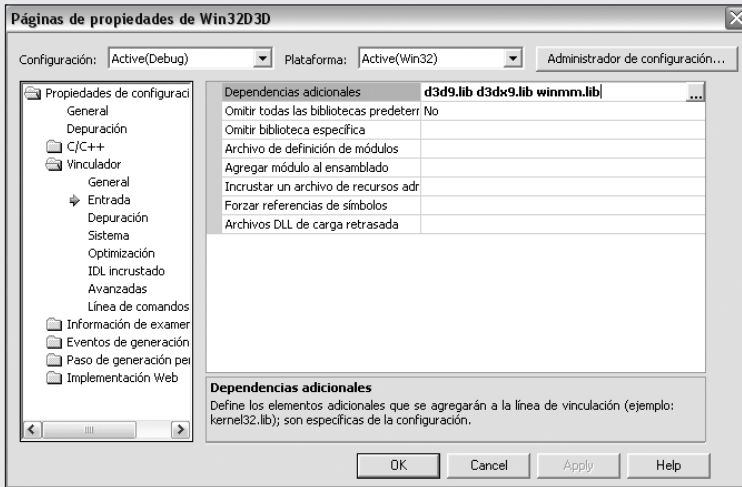 Páginas de propiedades de Win32D3D
Configuración: Active(Debug) Plataforma: Active(Win32) Administrador de configuración...
Propiedades de configuraci
General
Depuración
C/C++
Vinculador
General
Entrada
Depuración
Sistema
Optimización
IDL incrustado
Avanzadas
Línea de comandos
Información de examer
Eventos de generación
Paso de generación per
Implementación Web
Dependencias adicionales d3d9.lib d3dx9.lib winmm.lib ...
Omitir todas las bibliotecas predeterr No
Omitir biblioteca específica
Archivo de definición de módulos
Agregar módulo al ensamblado
Incrustar un archivo de recursos adr
Forzar referencias de símbolos
Archivos DLL de carga retrasada
Dependencias adicionales
Define los elementos adicionales que se agregarán a la línea de vinculación (ejemplo:
kernel32.lib); son específicas de la configuración.
OK Cancel Apply Help